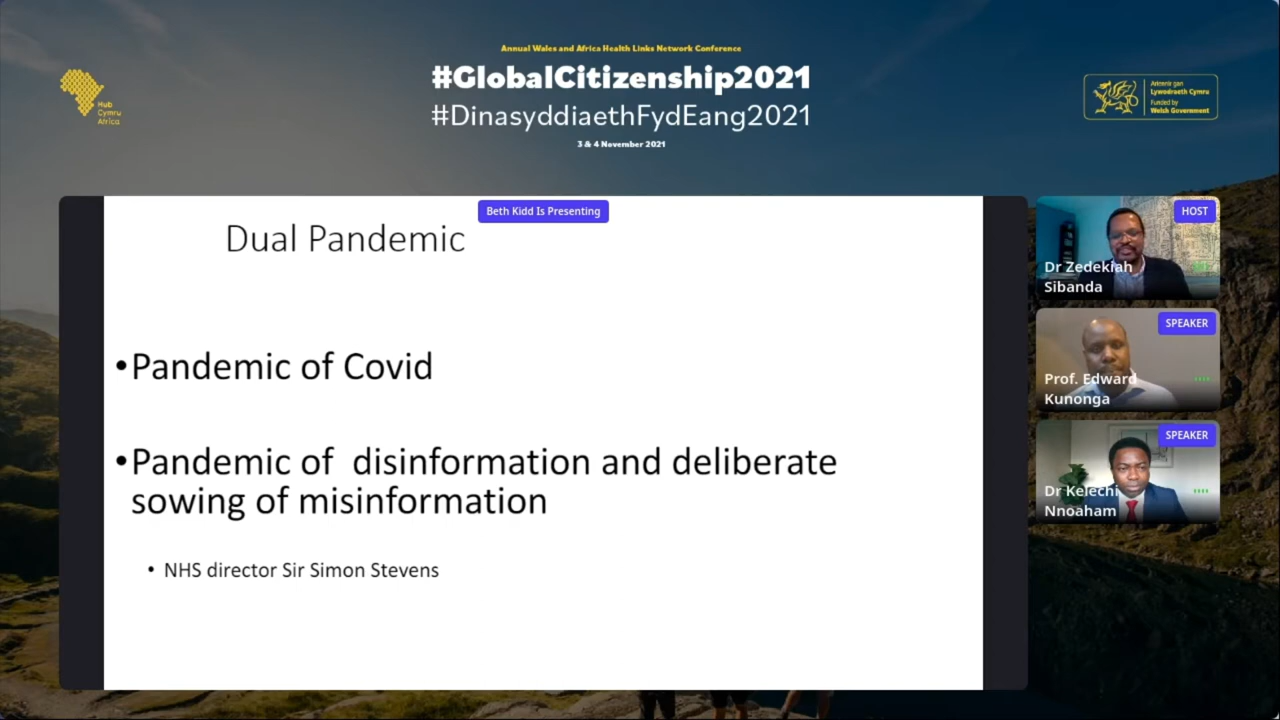 Annual Wales and Africa Health Links Network Conference
#GlobalCitizenship2021
#DinasyddiaethFydEang2021
3 & 4 November 2021
Hub
Cymru
Africa
Ariennir gan
Lywodraeth Cymru
Funded by
Welsh Government
Beth Kidd Is Presenting
Dual Pandemic
•Pandemic of Covid
•Pandemic of  disinformation and deliberate
sowing of misinformation
• NHS director Sir Simon Stevens
HOST
Dr Zedekiah
Sibanda
SPEAKER
Prof. Edward
Kunonga
SPEAKER
Dr Kelechi
Nnoaham